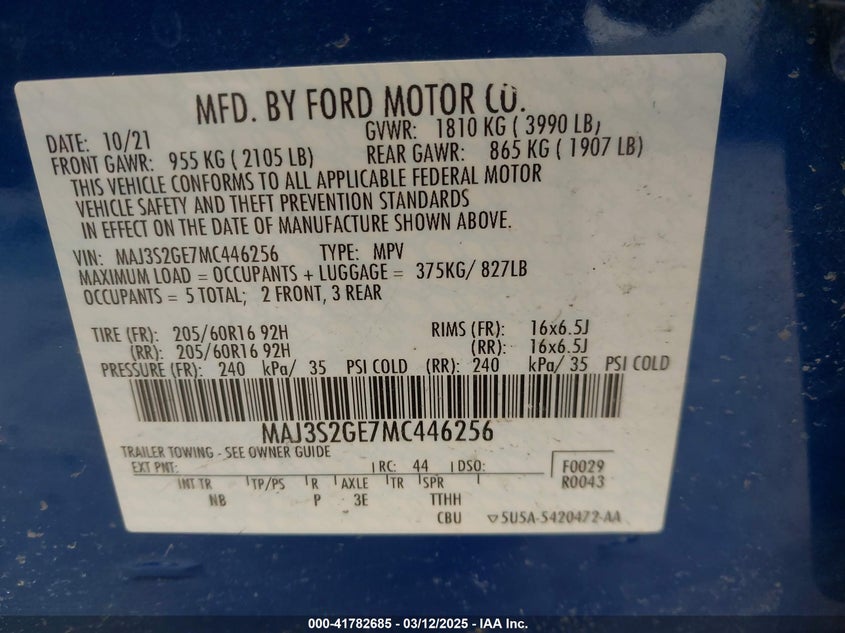 MFD. BY FORD MOTOR CO.
DATE: 10/21 GVWR: 1810 KG ( 3990 LB)
FRONT GAWR: 955 KG ( 2105 LB) REAR GAWR: 865 KG ( 1907 LB)
THIS VEHICLE CONFORMS TO ALL APPLICABLE FEDERAL MOTOR
VEHICLE SAFETY AND THEFT PREVENTION STANDARDS
IN EFFECT ON THE DATE OF MANUFACTURE SHOWN ABOVE.
VIN: MAJ3S2GE7MC446256 TYPE: MPV
MAXIMUM LOAD = OCCUPANTS + LUGGAGE = 375KG/ 827LB
OCCUPANTS = 5 TOTAL; 2 FRONT, 3 REAR
TIRE (FR): 205/60R16 92H RIMS (FR): 16x6.5J
(RR): 205/60R16 92H (RR): 16x6.5J
PRESSURE (FR): 240 kPa/ 35 PSI COLD (RR): 240 kPa/ 35 PSI COLD
MAJ3S2GE7MC446256
TRAILER TOWING - SEE OWNER GUIDE
EXT PNT: RC: 44 DSO: F0029
R0043
INT TR TP/PS R AXLE TR SPR
NB P 3E TTHH
CBU ▽5U5A-5420472-AA
000-41782685 - 03/12/2025 - IAA Inc.